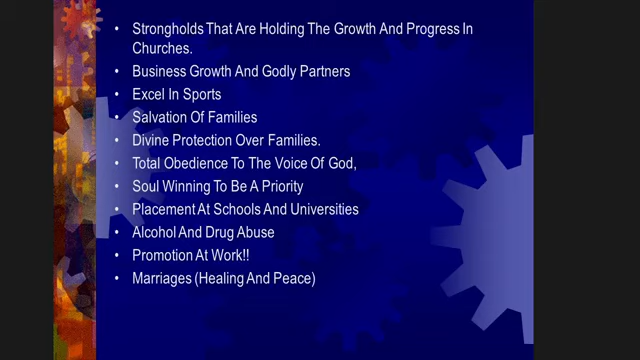 • Strongholds That Are Holding The Growth And Progress In
Churches.
• Business Growth And Godly Partners
• Excel In Sports
• Salvation Of Families
• Divine Protection Over Families.
• Total Obedience To The Voice Of God,
• Soul Winning To Be A Priority
• Placement At Schools And Universities
• Alcohol And Drug Abuse
• Promotion At Work!!
• Marriages (Healing And Peace)